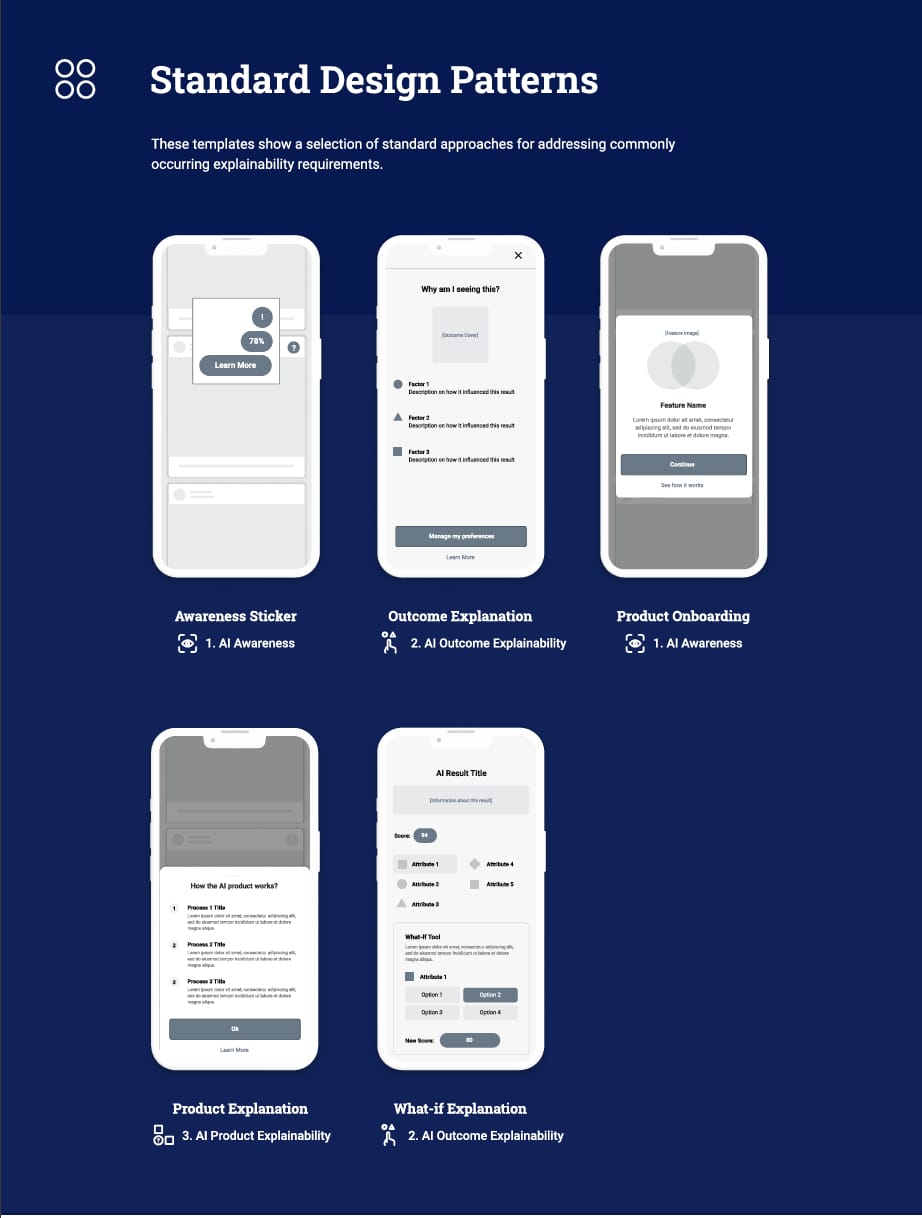 Standard Design Patterns
These templates show a selection of standard approaches for addressing commonly
occurring explainability requirements.
!
78%
?
Learn More
Awareness Sticker
1. AI Awareness
Why am I seeing this?
[Outcome Cover]
Factor 1
Description on how it influenced this result
Factor 2
Description on how it influenced this result
Factor 3
Description on how it influenced this result
Manage my preferences
Learn More
Outcome Explanation
2. AI Outcome Explainability
[Feature Image]
Feature Name
Lorem ipsum dolor sit amet, consectetur
adipiscing elit, sed do eiusmod tempor
incididunt ut labore et dolore magna.
Continue
See how it works
Product Onboarding
1. AI Awareness
How the AI product works?
1
Process 1 Title
Lorem ipsum dolor sit amet, consectetur adipiscing elit,
sed do eiusmod tempor incididunt ut labore et dolore
magna aliqua.
2
Process 2 Title
Lorem ipsum dolor sit amet, consectetur adipiscing elit,
sed do eiusmod tempor incididunt ut labore et dolore
magna aliqua.
3
Process 3 Title
Lorem ipsum dolor sit amet, consectetur adipiscing elit,
sed do eiusmod tempor incididunt ut labore et dolore
magna aliqua.
Ok
Learn More
Product Explanation
3. AI Product Explainability
AI Result Title
[Information about the result]
Score: 94
Attribute 1
Attribute 4
Attribute 2
Attribute 5
Attribute 3
What-If Tool
Lorem ipsum dolor sit amet, consectetur adipiscing elit,
sed do eiusmod tempor incididunt ut labore et dolore
magna aliqua.
Attribute 1
Option 1
Option 2
Option 3
Option 4
New Score: 80
What-if Explanation
2. AI Outcome Explainability